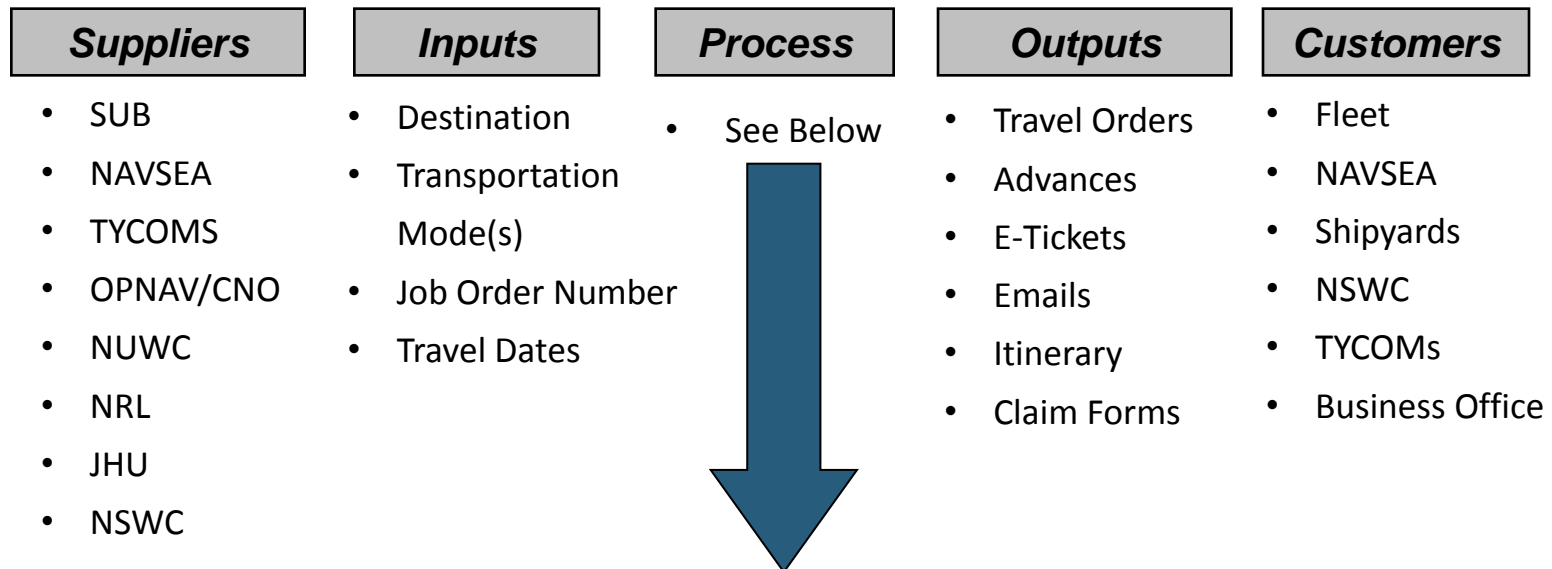 Suppliers
• SUB
• NAVSEA
• TYCOMS
• OPNAV/CNO
• NUWC
• NRL
• JHU
• NSWC
Inputs
• Destination
• Transportation
Mode(s)
• Job Order Number
• Travel Dates
Process
• See Below
Outputs
• Travel Orders
• Advances
• E-Tickets
• Emails
• Itinerary
• Claim Forms
Customers
• Fleet
• NAVSEA
• Shipyards
• NSWC
• TYCOMs
• Business Office